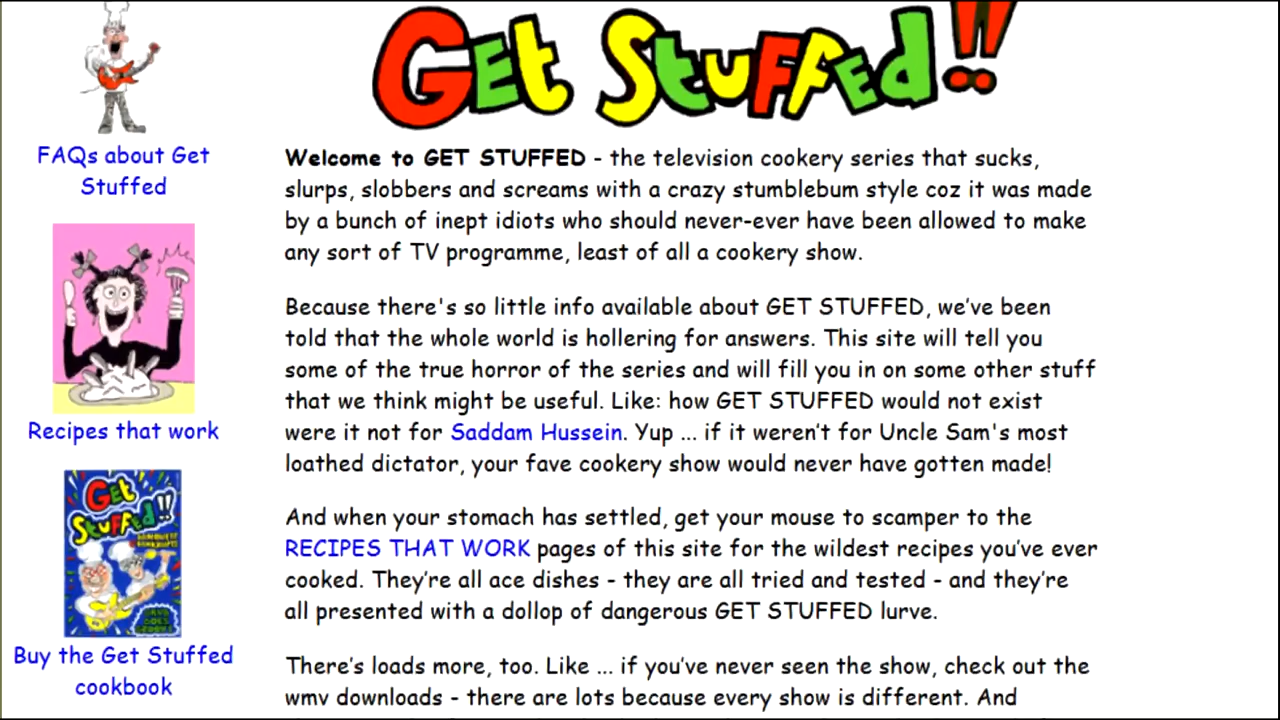 Get Stuffed!!
FAQs about Get
Stuffed
Recipes that work
Get
Stuffed!!
Buy the Get Stuffed
cookbook
Welcome to GET STUFFED - the television cookery series that sucks,
slurps, slobbers and screams with a crazy stumblebum style coz it was made
by a bunch of inept idiots who should never-ever have been allowed to make
any sort of TV programme, least of all a cookery show.
Because there's so little info available about GET STUFFED, we've been
told that the whole world is hollering for answers. This site will tell you
some of the true horror of the series and will fill you in on some other stuff
that we think might be useful. Like: how GET STUFFED would not exist
were it not for Saddam Hussein. Yup ... if it weren't for Uncle Sam's most
loathed dictator, your fave cookery show would never have gotten made!
And when your stomach has settled, get your mouse to scamper to the
RECIPES THAT WORK pages of this site for the wildest recipes you've ever
cooked. They're all ace dishes - they are all tried and tested - and they're
all presented with a dollop of dangerous GET STUFFED lurve.
There's loads more, too. Like ... if you've never seen the show, check out the
wmv downloads - there are lots because every show is different. And